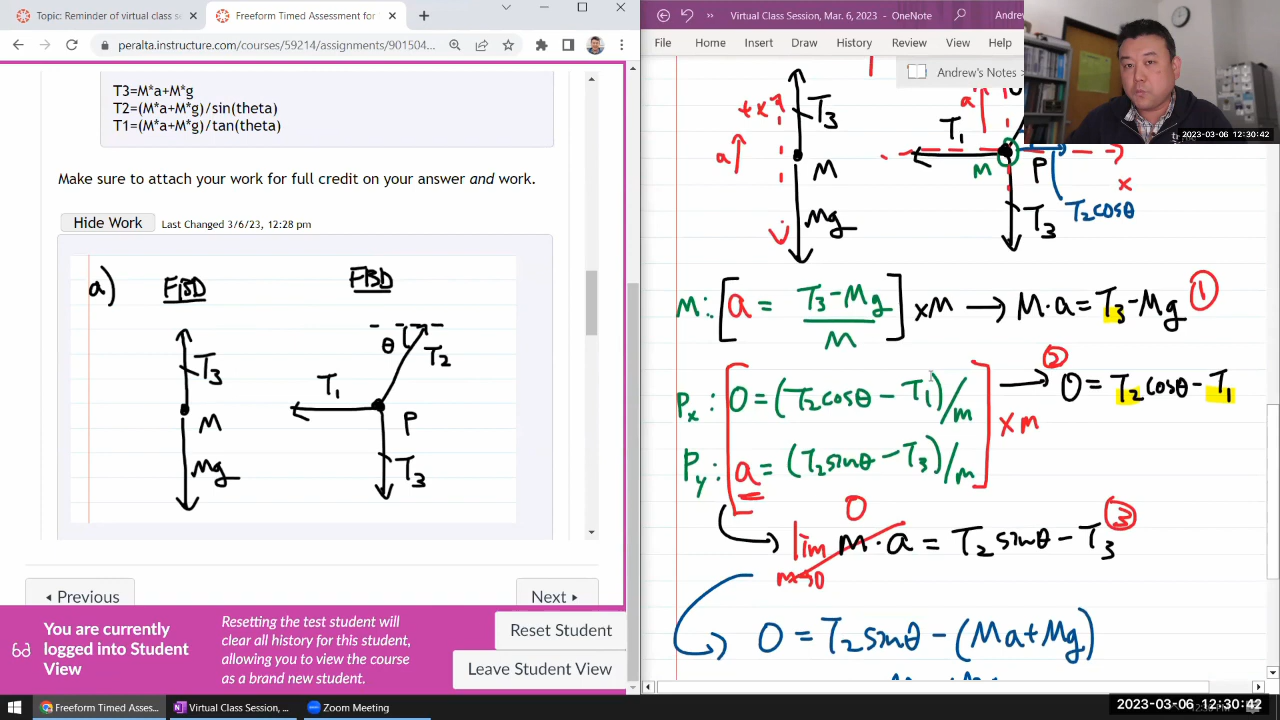 Topic: Reminder of virtual class se
Freeform Timed Assessment for
peralta.instructure.com/courses/59214/assignments/901504...
T3=M*a+M*g
T2=(M*a+M*g)/sin(theta)
T1=(M*a+M*g)/tan(theta)
Make sure to attach your work for full credit on your answer and work.
Hide Work
Last Changed 3/6/23, 12:28 pm
a)
FBD
FBD
T3
M
Mg
θ
T2
T1
P
T3
Previous
Next
You are currently
logged into Student
View
Resetting the test student will
clear all history for this student,
allowing you to view the course
as a brand new student.
Reset Student
Leave Student View
Virtual Class Session, Mar. 6, 2023 - OneNote
Andre
File Home Insert Draw History Review View Help
Andrew's Notes
2023-03-06 12:30:42
+x
T3
a
M
Mg
a
T1
M
P
x
T2cosθ
T3
M: [a = (T3-Mg)/M] xM → M·a = T3-Mg ①
Px: 0 = (T2cosθ - T1)/m
xm
② 0 = T2cosθ - T1
Py: a = (T2sinθ - T3)/m
0
lim m→0 m·a = T2sinθ - T3 ③
0 = T2sinθ - (Ma+Mg)
Freeform Timed Asses...
Virtual Class Session, ...
Zoom Meeting
2023-03-06 12:30:42